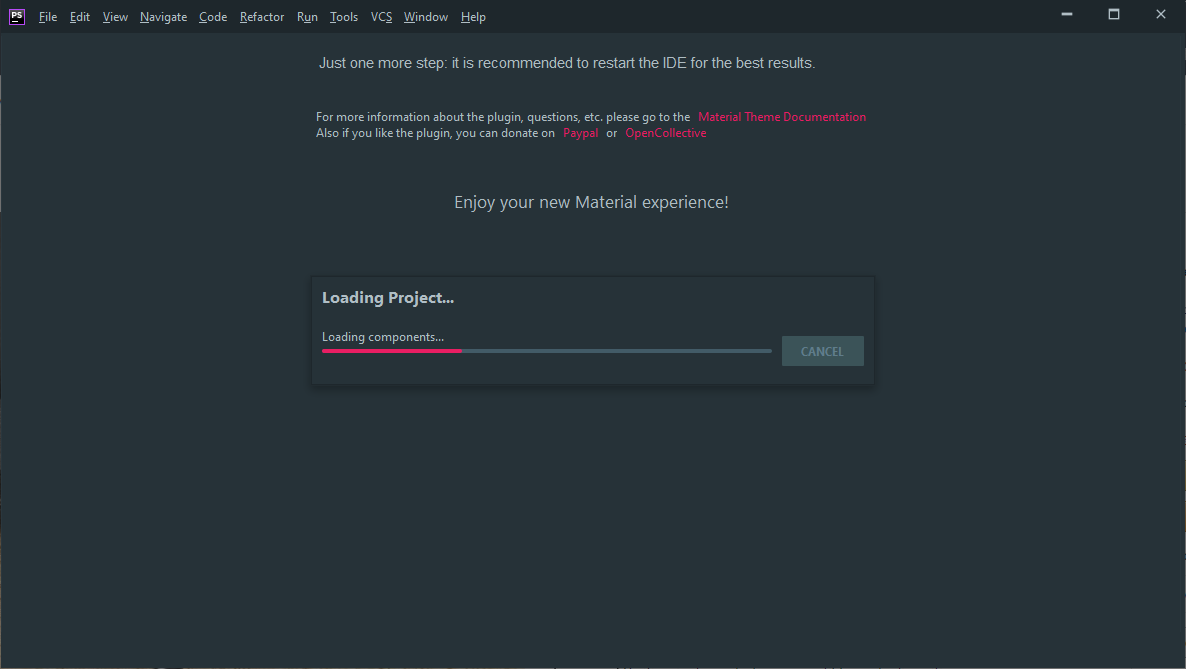 PS File Edit View Navigate Code Refactor Run Tools VCS Window Help
Just one more step: it is recommended to restart the IDE for the best results.
For more information about the plugin, questions, etc. please go to the Material Theme Documentation
Also if you like the plugin, you can donate on Paypal or OpenCollective
Enjoy your new Material experience!
Loading Project...
Loading components...
CANCEL